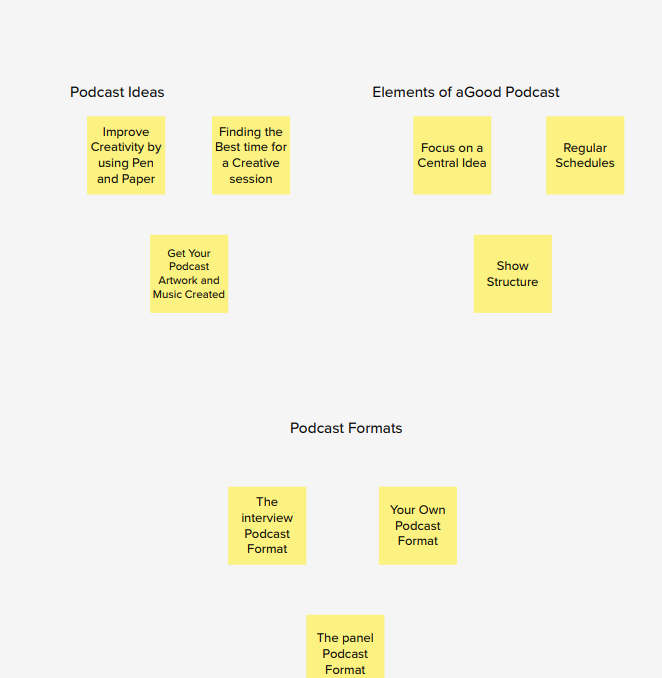 Podcast Ideas
Improve
Creativity by
using Pen
and Paper
Finding the
Best time for
a Creative
session
Get Your
Podcast
Artwork and
Music Created
Elements of aGood Podcast
Focus on a
Central Idea
Regular
Schedules
Show
Structure
Podcast Formats
The
interview
Podcast
Format
Your Own
Podcast
Format
The panel
Podcast
Format